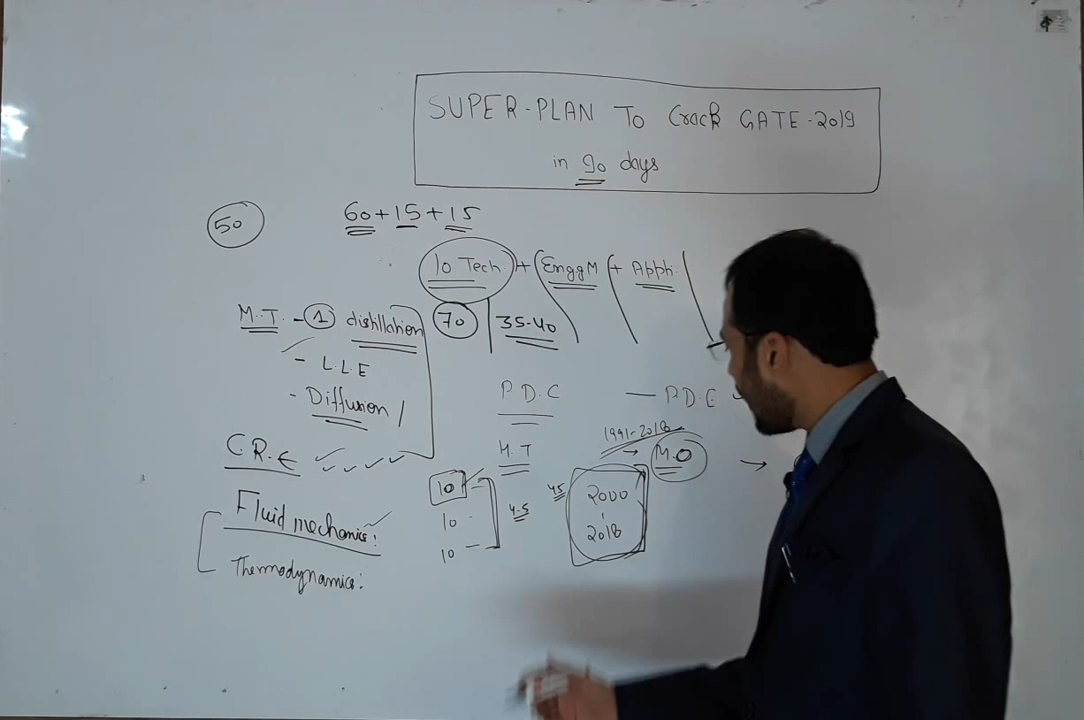 SUPER-PLAN TO CRACK GATE-2019
in 90 days
50
60+15+15
10 Tech + EnggM + Apph
M.T. - 1 distillation
70 | 35-40
- L.L.E
- Diffusion
P.D.C — P.D.E
C.R.E
H.T
1991-2018
→ M.O →
10
10
10
4.5
45
2000
2018
Fluid mechanics:
Thermodynamics: